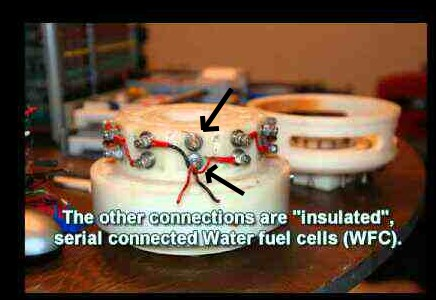 The other connections are "insulated",
serial connected Water fuel cells (WFC).